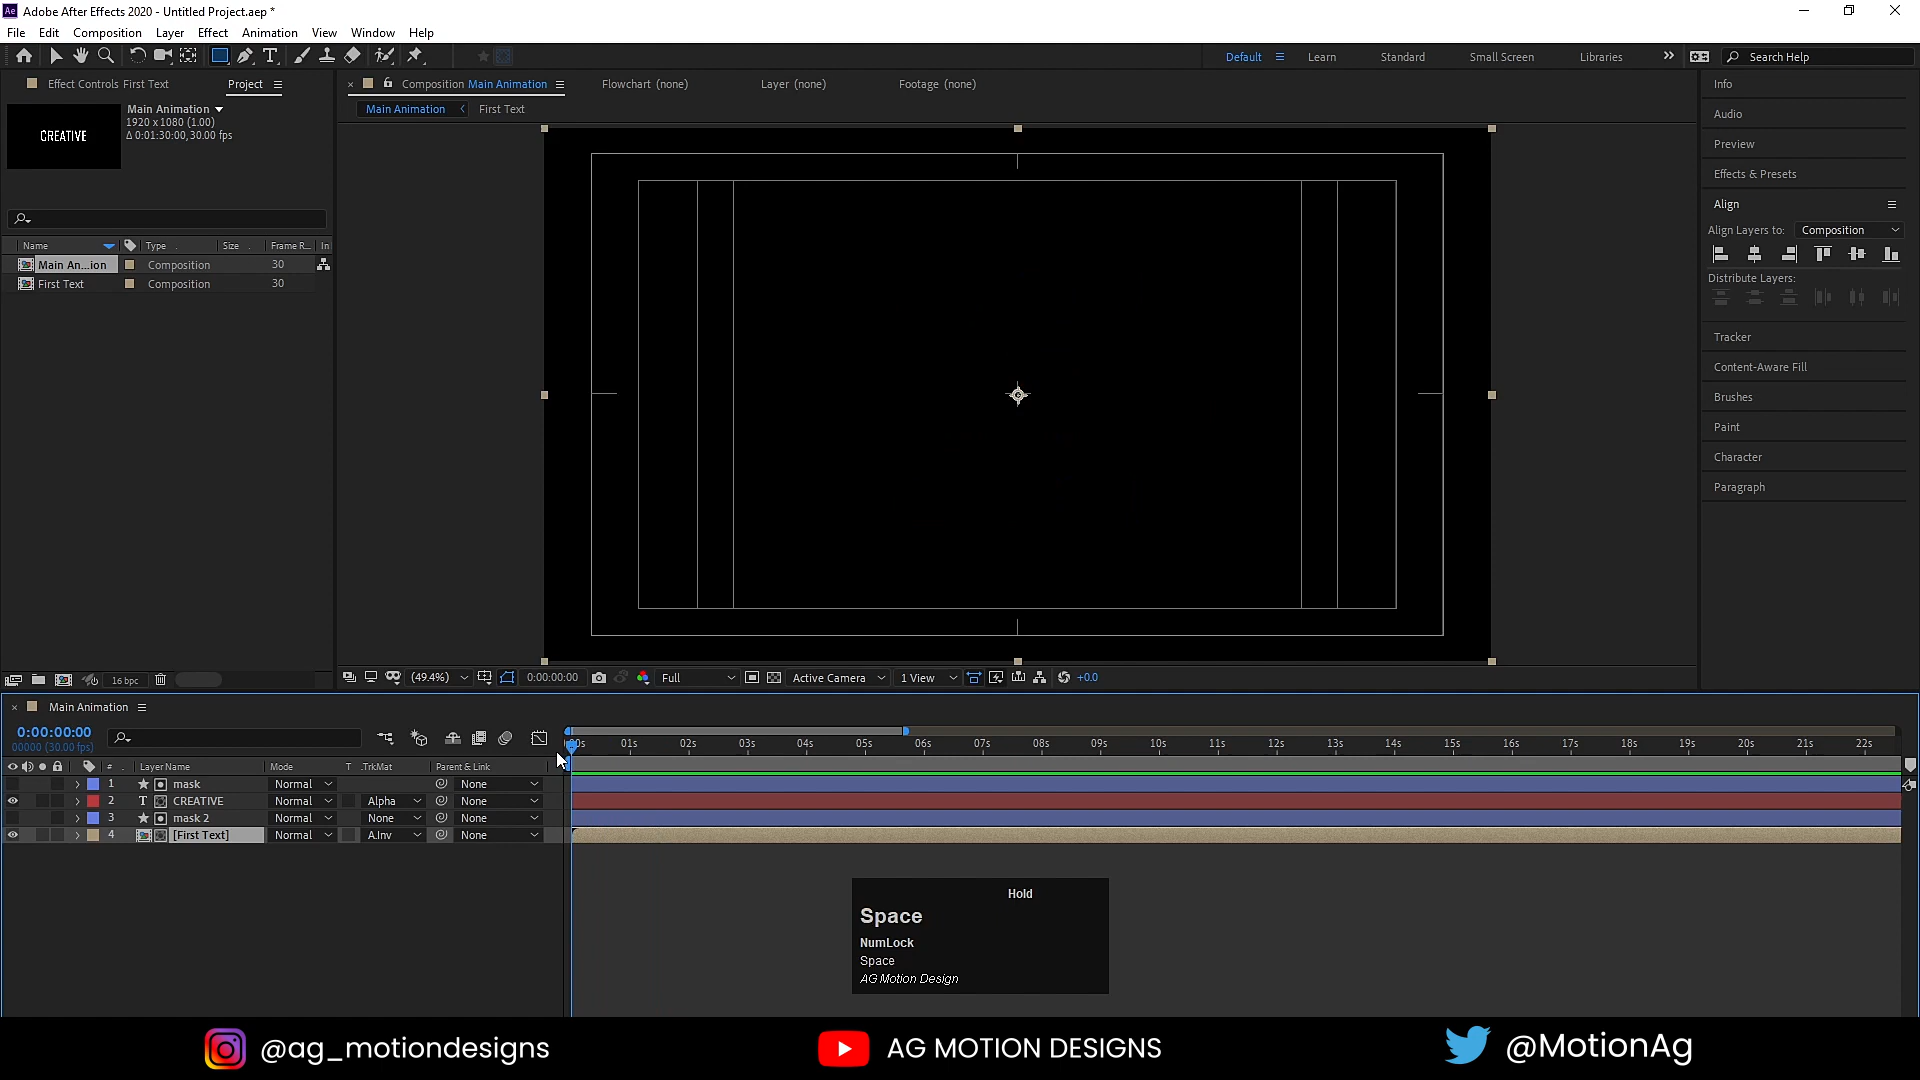 Adobe After Effects 2020 - Untitled Project.aep *
File Edit Composition Layer Effect Animation View Window Help
Default Learn Standard Small Screen Libraries Search Help
Effect Controls First Text Project
Composition Main Animation Flowchart (none) Layer (none) Footage (none)
Main Animation First Text
Main Animation
1920 x 1080 (1.00)
Δ 0:01:30:00, 30.00 fps
CREATIVE
Name Type Size Frame R... In
Main An...ion Composition 30
First Text Composition 30
16 bpc
(49.4%) 0:00:00:00 Full Active Camera 1 View +0.0
Info
Audio
Preview
Effects & Presets
Align
Align Layers to: Composition
Distribute Layers:
Tracker
Content-Aware Fill
Brushes
Paint
Character
Paragraph
Main Animation
0:00:00:00
00000 (30.00 fps)
00s 01s 02s 03s 04s 05s 06s 07s 08s 09s 10s 11s 12s 13s 14s 15s 16s 17s 18s 19s 20s 21s 22s
# Layer Name Mode T .TrkMat Parent & Link
1 mask Normal None
2 T CREATIVE Normal Alpha None
3 mask 2 Normal None None
4 [First Text] Normal A.Inv None
Hold
Space
NumLock
Space
AG Motion Design
@ag_motiondesigns AG MOTION DESIGNS @MotionAg